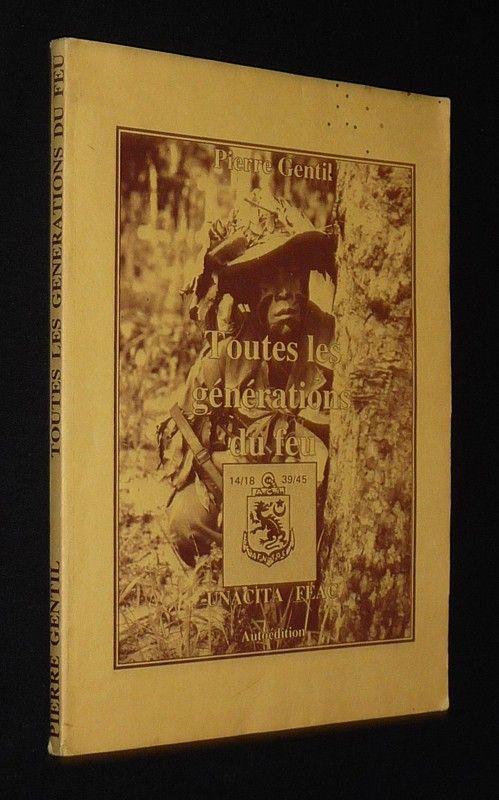 PIERRE GENTIL TOUTES LES GENERATIONS DU FEU
Pierre Gentil
Toutes les
générations
du feu
14/18 39/45
UNACITA / FEAC
Autoédition